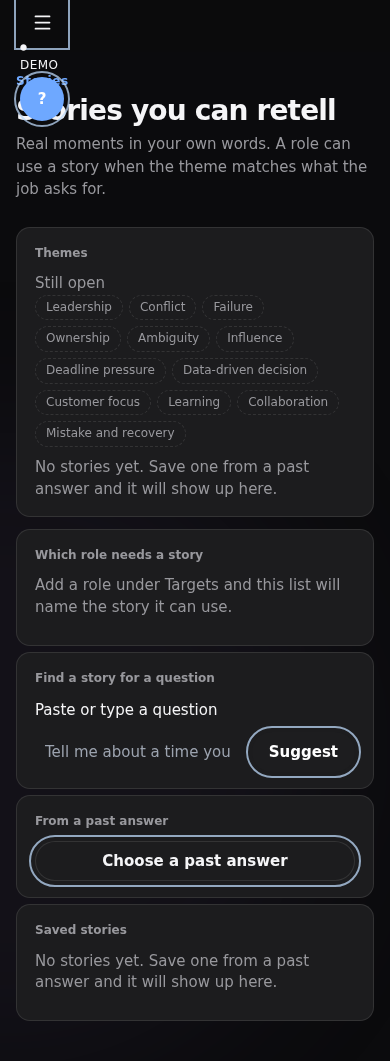 DEMO
Stories
?
Stories you can retell
Real moments in your own words. A role can
use a story when the theme matches what the
job asks for.
Themes
Still open
Leadership Conflict Failure
Ownership Ambiguity Influence
Deadline pressure Data-driven decision
Customer focus Learning Collaboration
Mistake and recovery
No stories yet. Save one from a past
answer and it will show up here.
Which role needs a story
Add a role under Targets and this list will
name the story it can use.
Find a story for a question
Paste or type a question
Tell me about a time you Suggest
From a past answer
Choose a past answer
Saved stories
No stories yet. Save one from a past
answer and it will show up here.